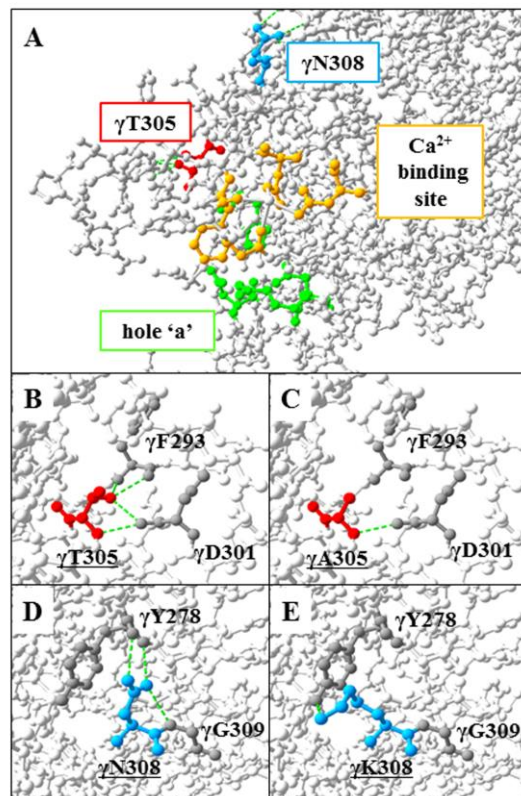 A
γN308
γT305
Ca²⁺
binding
site
hole ‘a’
B
γF293
γT305
γD301
C
γF293
γA305
γD301
D
γY278
γG309
γN308
E
γY278
γG309
γK308